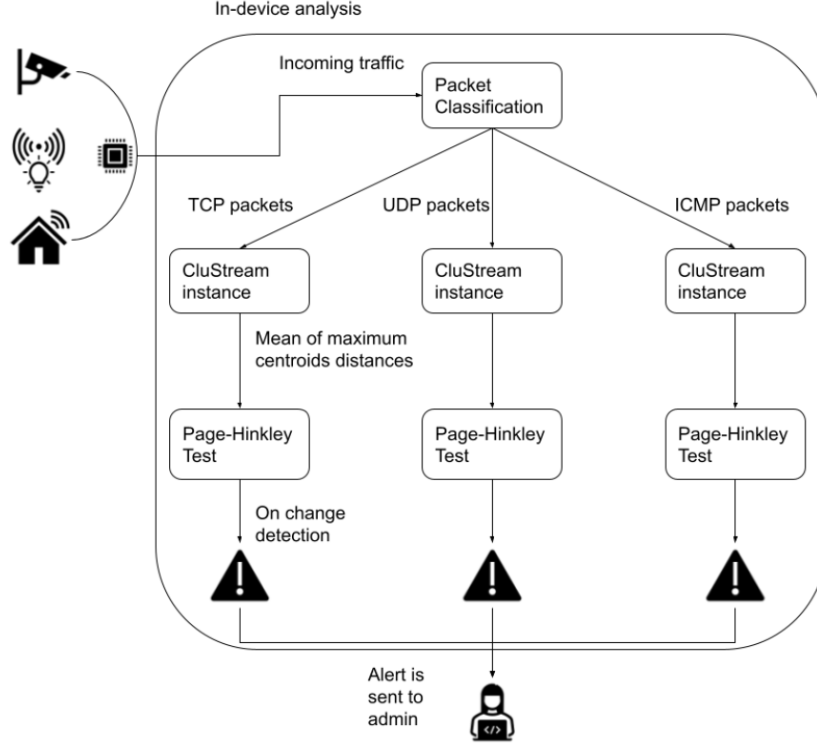 In-device analysis
Incoming traffic
Packet
Classification
TCP packets
UDP packets
ICMP packets
CluStream
instance
CluStream
instance
CluStream
instance
Mean of maximum
centroids distances
Page-Hinkley
Test
Page-Hinkley
Test
Page-Hinkley
Test
On change
detection
Alert is
sent to
admin
</>